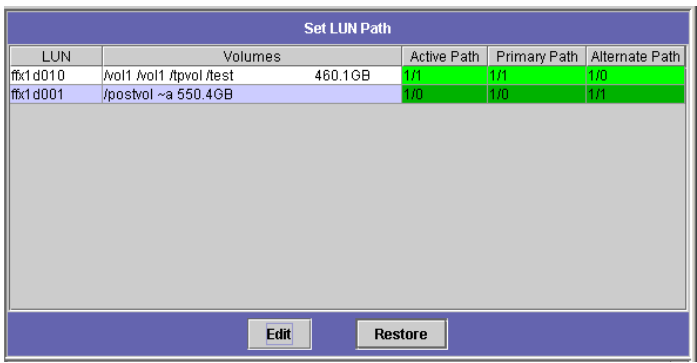 Set LUN Path
LUN Volumes Active Path Primary Path Alternate Path
ffx1d010 /vol1 /vol1 /tpvol /test 460.1GB 1/1 1/1 1/0
ffx1d001 /postvol ~a 550.4GB 1/0 1/0 1/1
Edit Restore